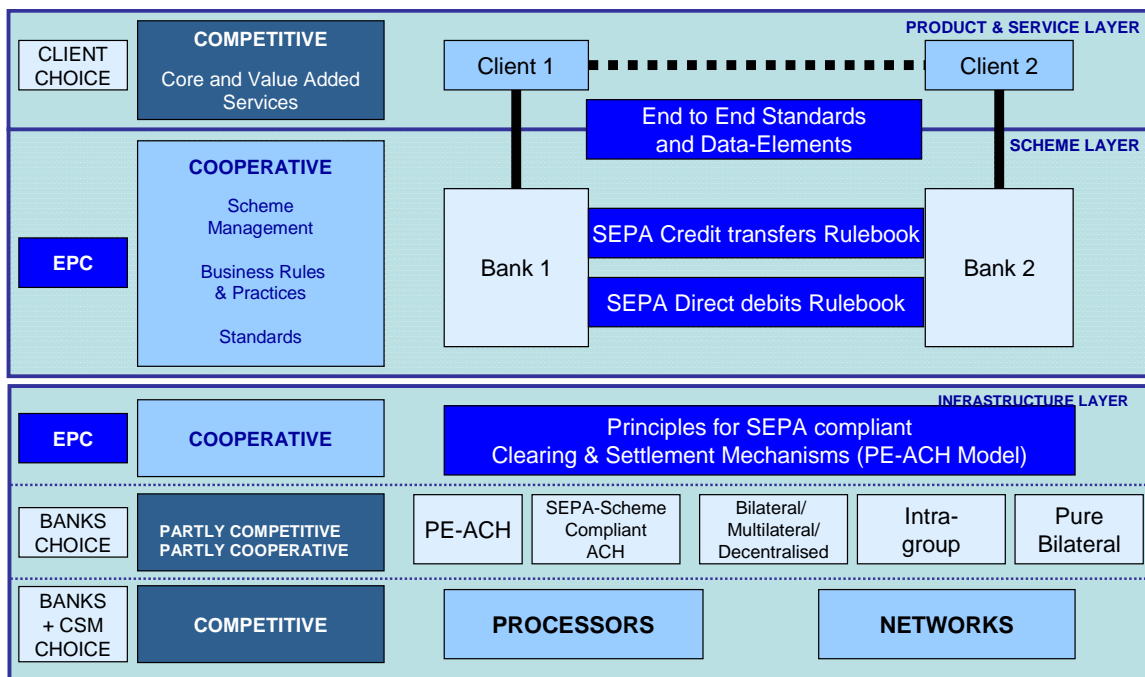 PRODUCT & SERVICE LAYER
CLIENT
CHOICE
COMPETITIVE
Core and Value Added
Services
Client 1
Client 2
End to End Standards
and Data-Elements
SCHEME LAYER
EPC
COOPERATIVE
Scheme
Management
Business Rules
& Practices
Standards
Bank 1
SEPA Credit transfers Rulebook
SEPA Direct debits Rulebook
Bank 2
INFRASTRUCTURE LAYER
EPC
COOPERATIVE
Principles for SEPA compliant
Clearing & Settlement Mechanisms (PE-ACH Model)
BANKS
CHOICE
PARTLY COMPETITIVE
PARTLY COOPERATIVE
PE-ACH
SEPA-Scheme
Compliant
ACH
Bilateral/
Multilateral/
Decentralised
Intra-
group
Pure
Bilateral
BANKS
+ CSM
CHOICE
COMPETITIVE
PROCESSORS
NETWORKS